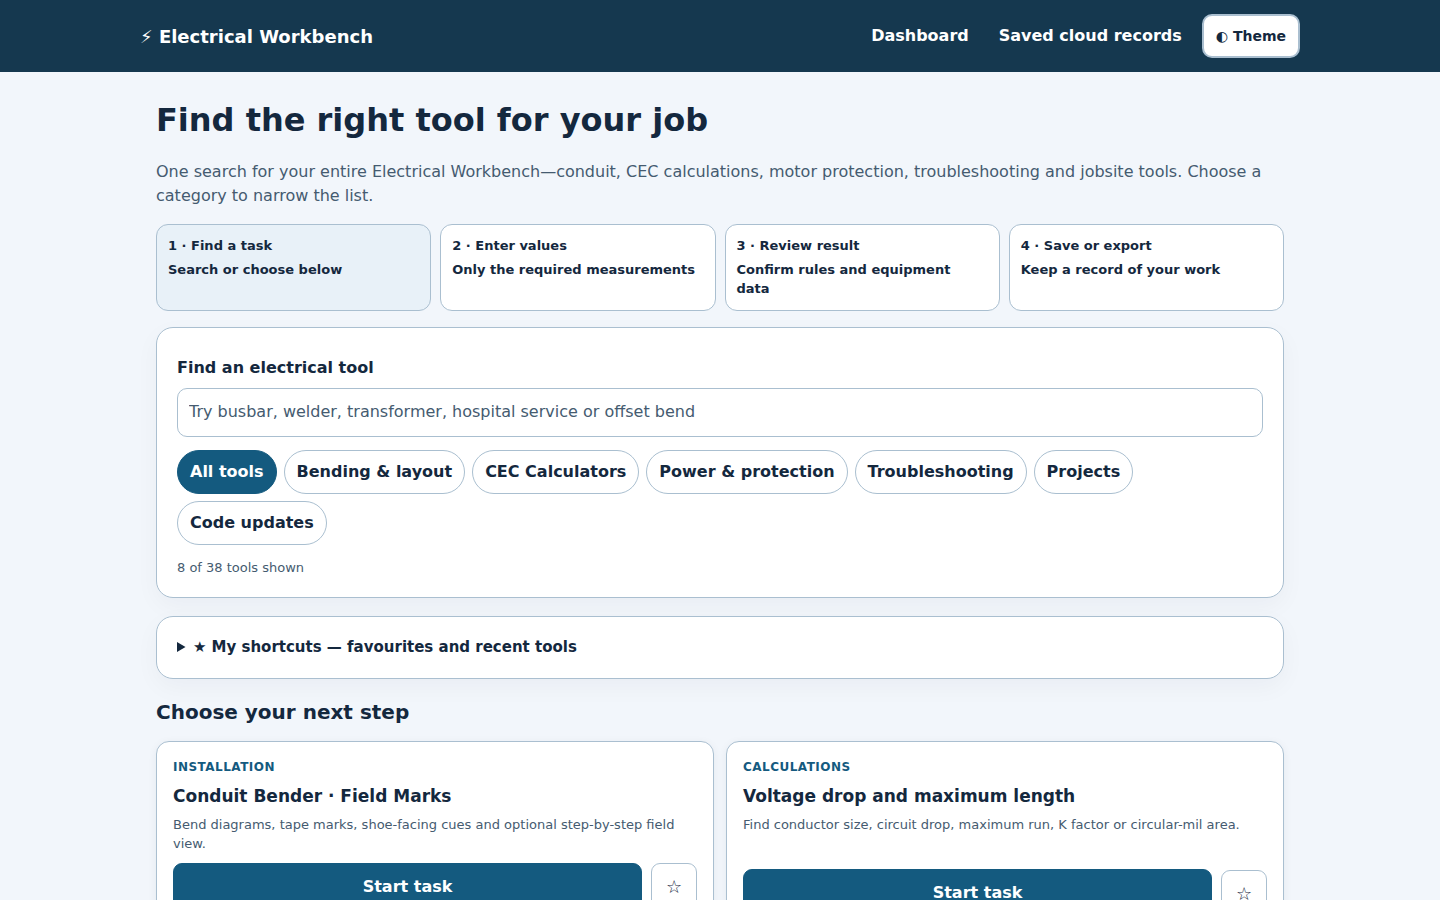 ⚡ Electrical Workbench
Dashboard
Saved cloud records
◐ Theme
Find the right tool for your job
One search for your entire Electrical Workbench—conduit, CEC calculations, motor protection, troubleshooting and jobsite tools. Choose a
category to narrow the list.
1 · Find a task
Search or choose below
2 · Enter values
Only the required measurements
3 · Review result
Confirm rules and equipment
data
4 · Save or export
Keep a record of your work
Find an electrical tool
Try busbar, welder, transformer, hospital service or offset bend
All tools
Bending & layout
CEC Calculators
Power & protection
Troubleshooting
Projects
Code updates
8 of 38 tools shown
▶ ★ My shortcuts — favourites and recent tools
Choose your next step
INSTALLATION
Conduit Bender · Field Marks
Bend diagrams, tape marks, shoe-facing cues and optional step-by-step field
view.
Start task
☆
CALCULATIONS
Voltage drop and maximum length
Find conductor size, circuit drop, maximum run, K factor or circular-mil area.
Start task
☆